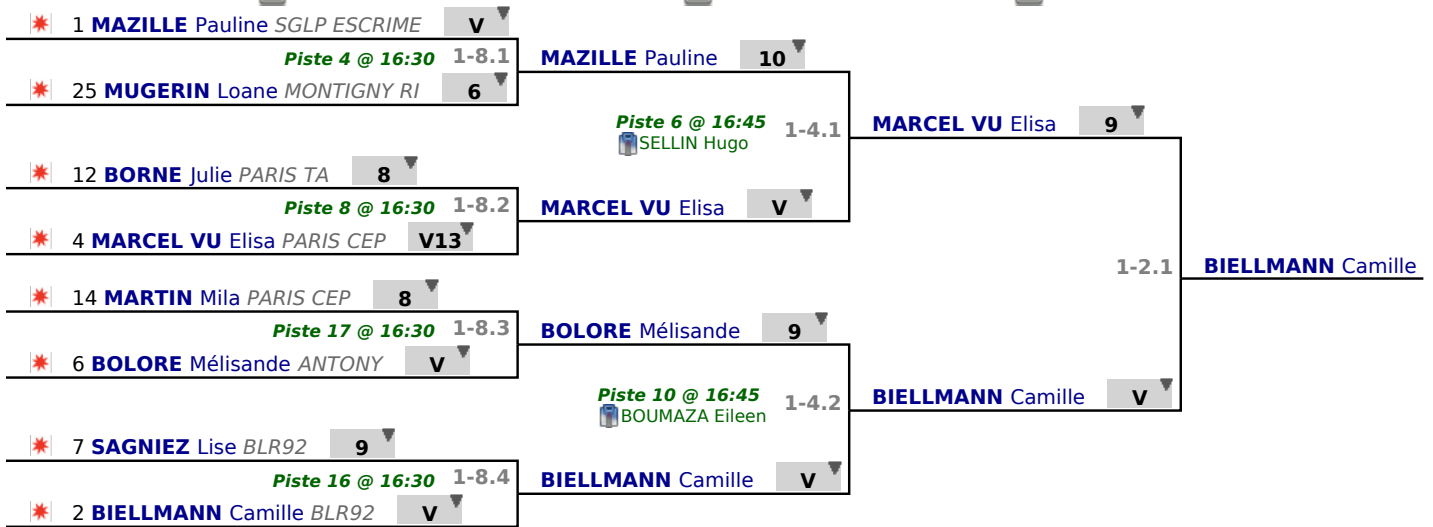 1 MAZILLE Pauline SGLP ESCRIME V
Piste 4 @ 16:30 1-8.1
25 MUGERIN Loane MONTIGNY RI 6
12 BORNE Julie PARIS TA 8
Piste 8 @ 16:30 1-8.2
4 MARCEL VU Elisa PARIS CEP V13
14 MARTIN Mila PARIS CEP 8
Piste 17 @ 16:30 1-8.3
6 BOLORE Mélisande ANTONY V
7 SAGNIEZ Lise BLR92 9
Piste 16 @ 16:30 1-8.4
2 BIELLMANN Camille BLR92 V
MAZILLE Pauline 10
Piste 6 @ 16:45 1-4.1
SELLIN Hugo
MARCEL VU Elisa V
BOLORE Mélisande 9
Piste 10 @ 16:45 1-4.2
BOUMAZA Eileen
BIELLMANN Camille V
MARCEL VU Elisa 9
1-2.1
BIELLMANN Camille V
BIELLMANN Camille